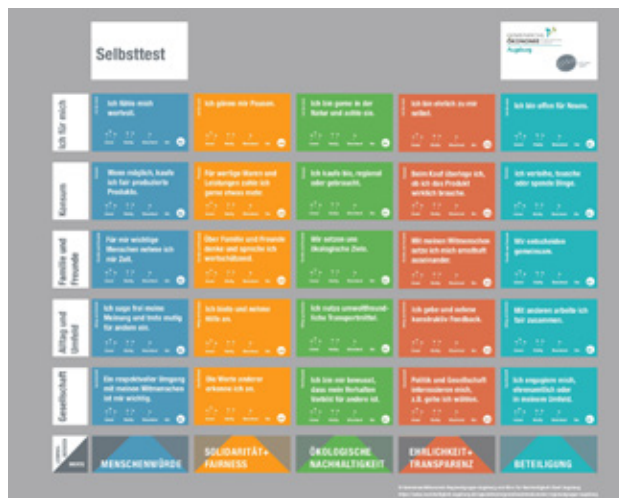 Selbsttest
ÖKONOMIE
Augsburg
Ich für mich
Ich fühle mich
wertvoll.
Ich gönne mir Pausen.
Ich bin gerne in der
Natur und achte sie.
Ich bin ehrlich zu mir
selbst.
Ich bin offen für Neues.
Konsum
Wenn möglich, kaufe
ich fair produzierte
Produkte.
Für wertige Waren und
Leistungen zahle ich
gerne etwas mehr.
Ich kaufe bio, regional
oder gebraucht.
Beim Kauf überlege ich,
ob ich das Produkt
wirklich brauche.
Ich verleihe, tausche
oder spende Dinge.
Familie und
Freunde
Für mir wichtige
Menschen nehme ich
mir Zeit.
Über Familie und Freunde
denke und spreche ich
wertschätzend.
Wir setzen uns
ökologische Ziele.
Mit meinen Mitmenschen
setze ich mich ernsthaft
auseinander.
Wir entscheiden
gemeinsam.
Alltag und
Umfeld
Ich sage frei meine
Meinung und trete mutig
für andere ein.
Ich biete und nehme
Hilfe an.
Ich nutze umweltfreund-
liche Transportmittel.
Ich gebe und nehme
konstruktiv Feedback.
Mit anderen arbeite ich
fair zusammen.
Gesellschaft
Ein respektvoller Umgang
mit meinen Mitmenschen
ist mir wichtig.
Die Werte anderer
erkenne ich an.
Ich bin mir bewusst,
dass mein Verhalten
Vorbild für andere ist.
Politik und Gesellschaft
interessieren mich,
z.B. gehe ich wählen.
Ich engagiere mich,
ehrenamtlich oder
in meinem Umfeld.
WERTE
MENSCHENWÜRDE
SOLIDARITÄT+
FAIRNESS
ÖKOLOGISCHE
NACHHALTIGKEIT
EHRLICHKEIT+
TRANSPARENZ
BETEILIGUNG